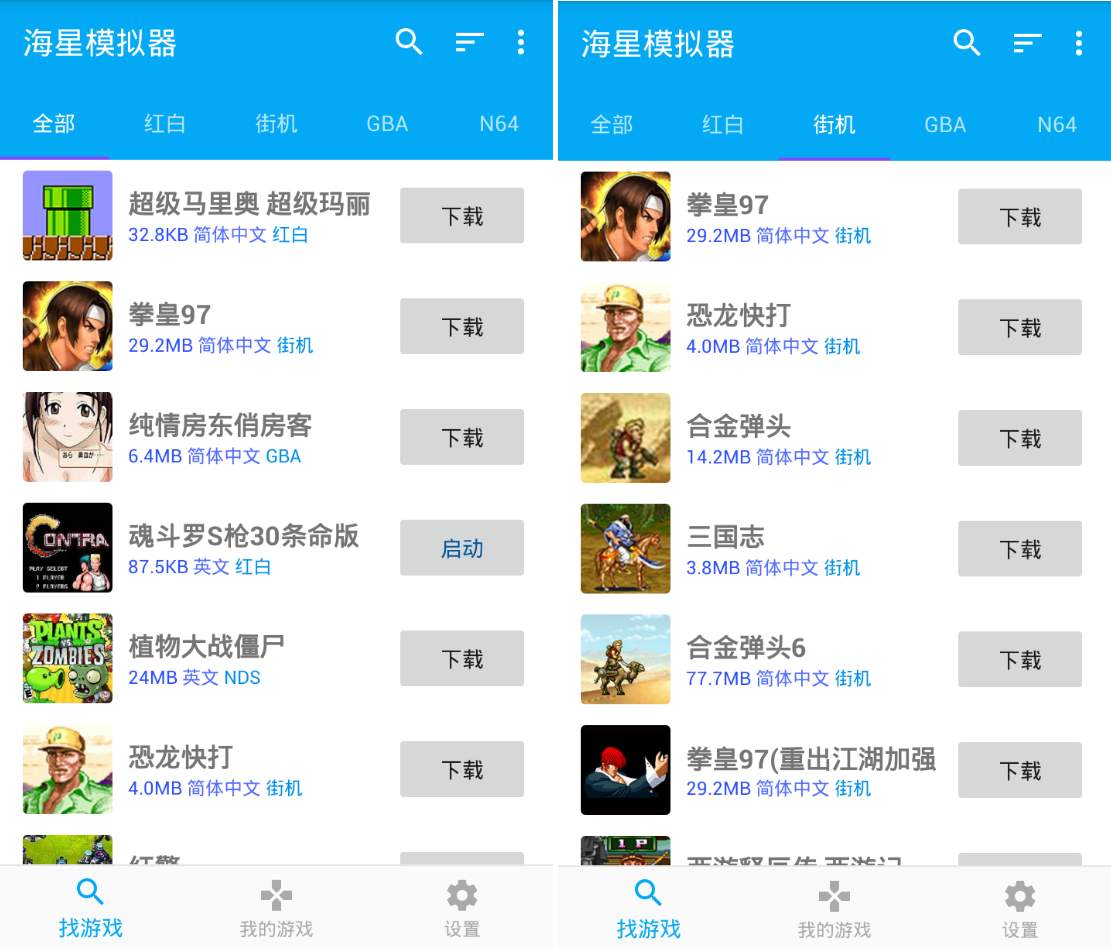 海星模拟器
全部 红白 街机 GBA N64
超级马里奥 超级玛丽
32.8KB 简体中文 红白
下载
拳皇97
29.2MB 简体中文 街机
下载
纯情房东俏房客
6.4MB 简体中文 GBA
下载
CONTRA
PLAY SELECT
1 PLAYER
2 PLAYERS
魂斗罗S枪30条命版
87.5KB 英文 红白
启动
PLANTS
VS
ZOMBIES
植物大战僵尸
24MB 英文 NDS
下载
恐龙快打
4.0MB 简体中文 街机
下载
红警
找游戏 我的游戏 设置
海星模拟器
全部 红白 街机 GBA N64
拳皇97
29.2MB 简体中文 街机
下载
恐龙快打
4.0MB 简体中文 街机
下载
合金弹头
14.2MB 简体中文 街机
下载
三国志
3.8MB 简体中文 街机
下载
合金弹头6
77.7MB 简体中文 街机
下载
拳皇97(重出江湖加强
29.2MB 简体中文 街机
下载
1 P
西游释厄传 西游记
找游戏 我的游戏 设置